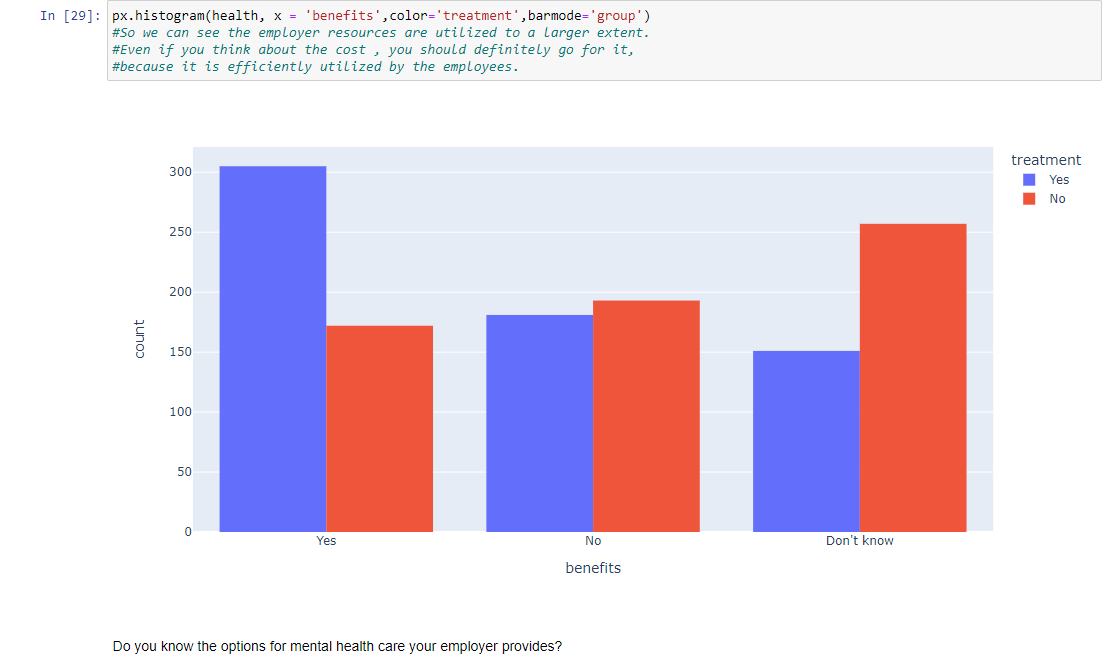 In [29]: px.histogram(health, x = 'benefits',color='treatment',barmode='group')
#So we can see the employer resources are utilized to a larger extent.
#Even if you think about the cost , you should definitely go for it,
#because it is efficiently utilized by the employees.
treatment
Yes
No
300
250
200
150
100
50
0
count
Yes No Don't know
benefits
Do you know the options for mental health care your employer provides?